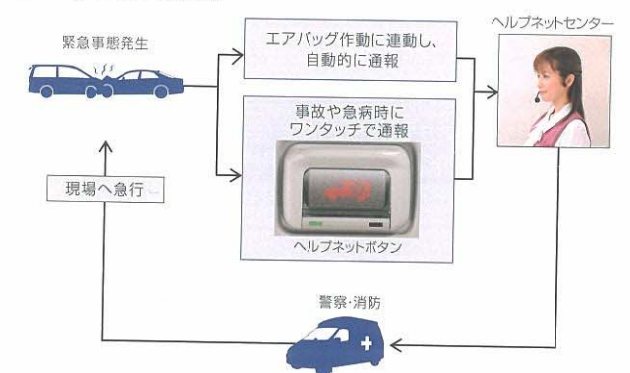 緊急事態発生
エアバッグ作動に連動し、
自動的に通報
ヘルプネットセンター
事故や急病時に
ワンタッチで通報
ヘルプネットボタン
現場へ急行
警察・消防